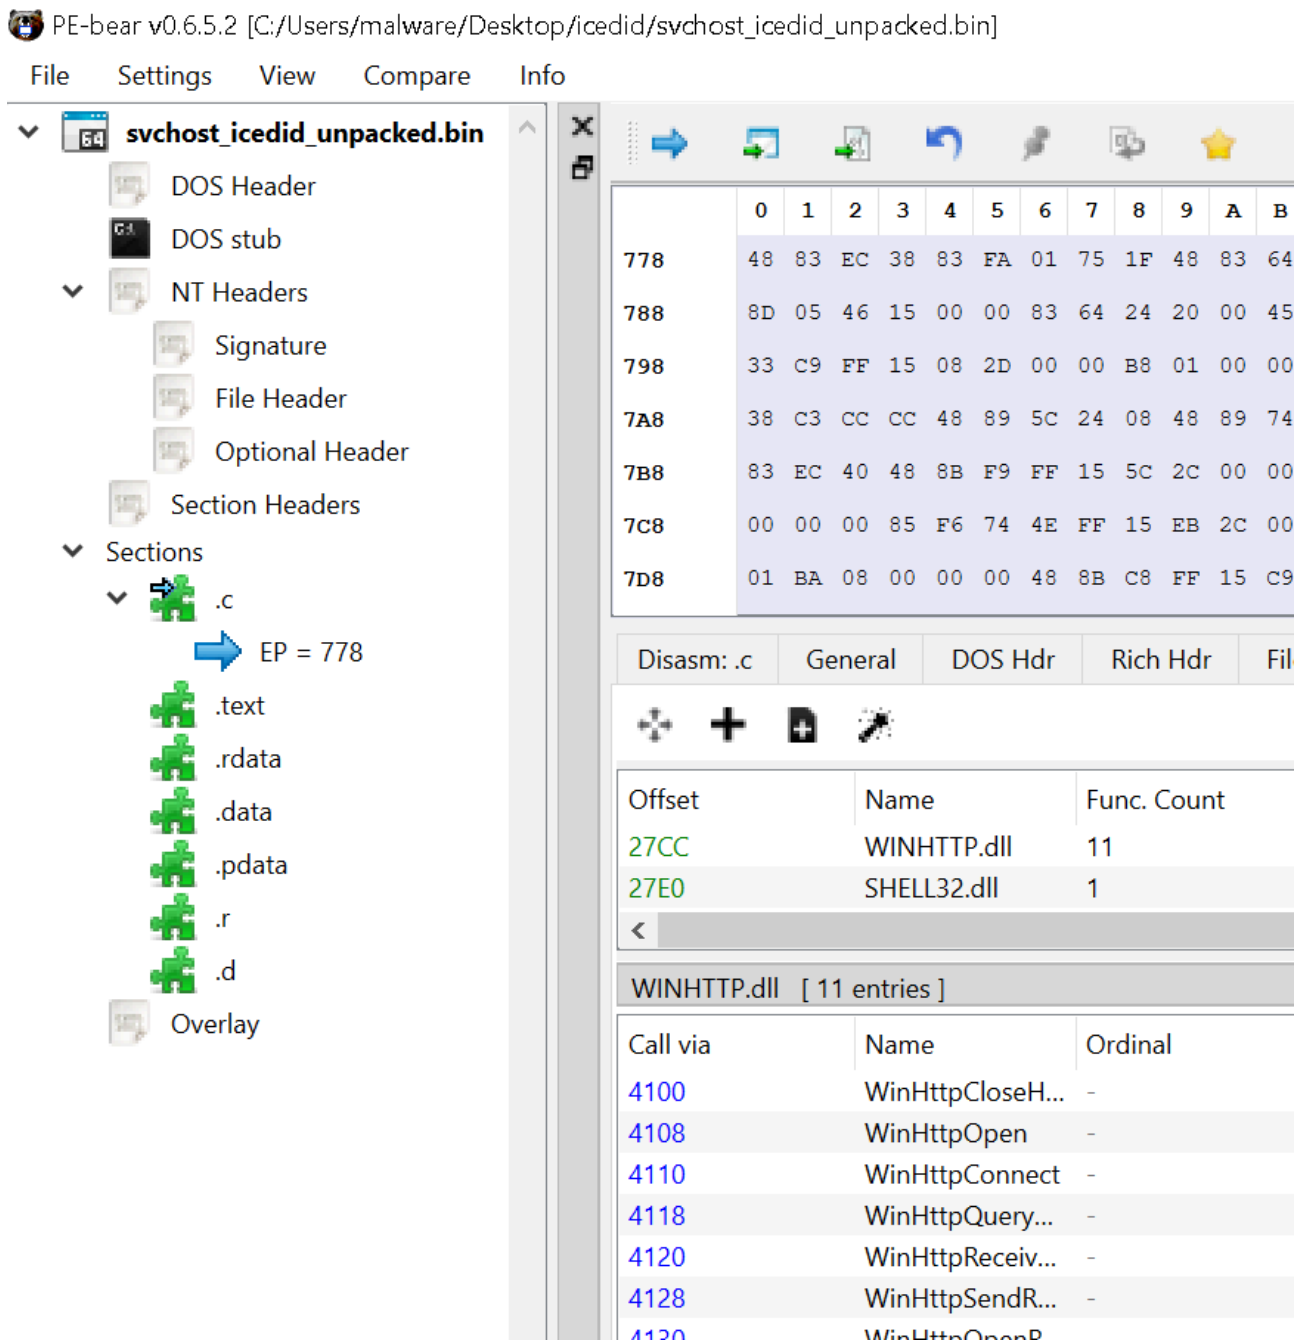 PE-bear v0.6.5.2 [C:/Users/malware/Desktop/icedid/svchost_icedid_unpacked.bin]
File Settings View Compare Info
64 svchost_icedid_unpacked.bin
DOS Header
DOS stub
NT Headers
Signature
File Header
Optional Header
Section Headers
Sections
.c
EP = 778
.text
.rdata
.data
.pdata
.r
.d
Overlay
0 1 2 3 4 5 6 7 8 9 A B
778 48 83 EC 38 83 FA 01 75 1F 48 83 64
788 8D 05 46 15 00 00 83 64 24 20 00 45
798 33 C9 FF 15 08 2D 00 00 B8 01 00 00
7A8 38 C3 CC CC 48 89 5C 24 08 48 89 74
7B8 83 EC 40 48 8B F9 FF 15 5C 2C 00 00
7C8 00 00 00 85 F6 74 4E FF 15 EB 2C 00
7D8 01 BA 08 00 00 00 48 8B C8 FF 15 C9
Disasm: .c General DOS Hdr Rich Hdr Fil
Offset Name Func. Count
27CC WINHTTP.dll 11
27E0 SHELL32.dll 1
WINHTTP.dll [ 11 entries ]
Call via Name Ordinal
4100 WinHttpCloseH... -
4108 WinHttpOpen -
4110 WinHttpConnect -
4118 WinHttpQuery... -
4120 WinHttpReceiv... -
4128 WinHttpSendR... -
4130 WinHttpOpenR